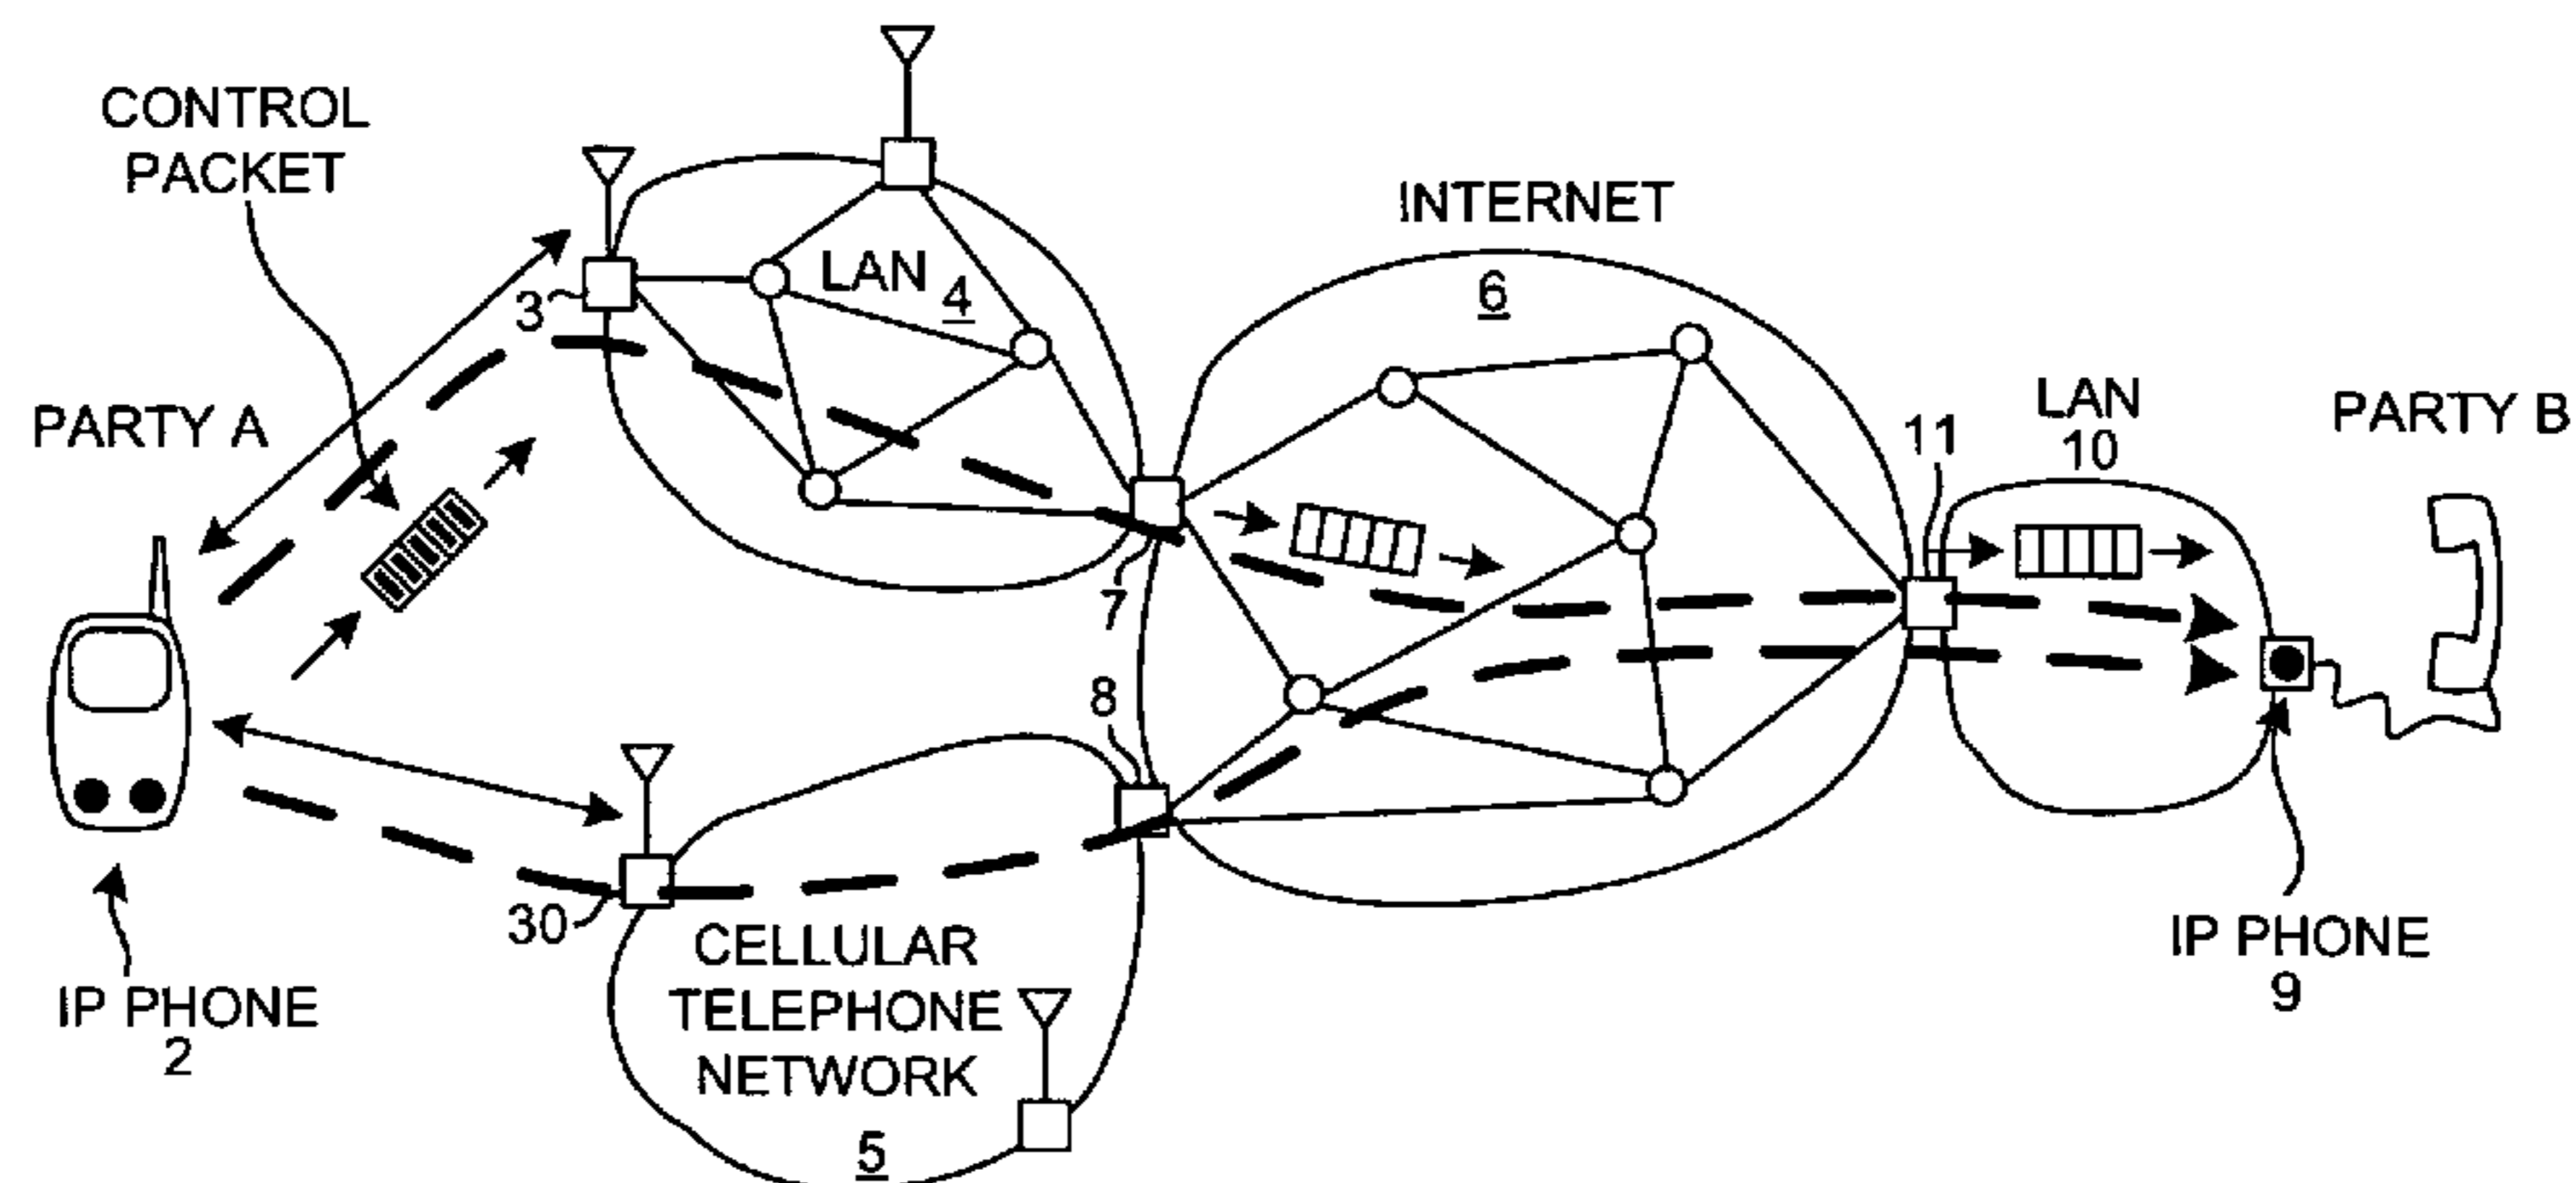 CONTROL
PACKET
INTERNET
6
LAN
4
3
PARTY A
LAN
10
11
PARTY B
7
8
30
CELLULAR
TELEPHONE
NETWORK
5
IP PHONE
2
IP PHONE
9